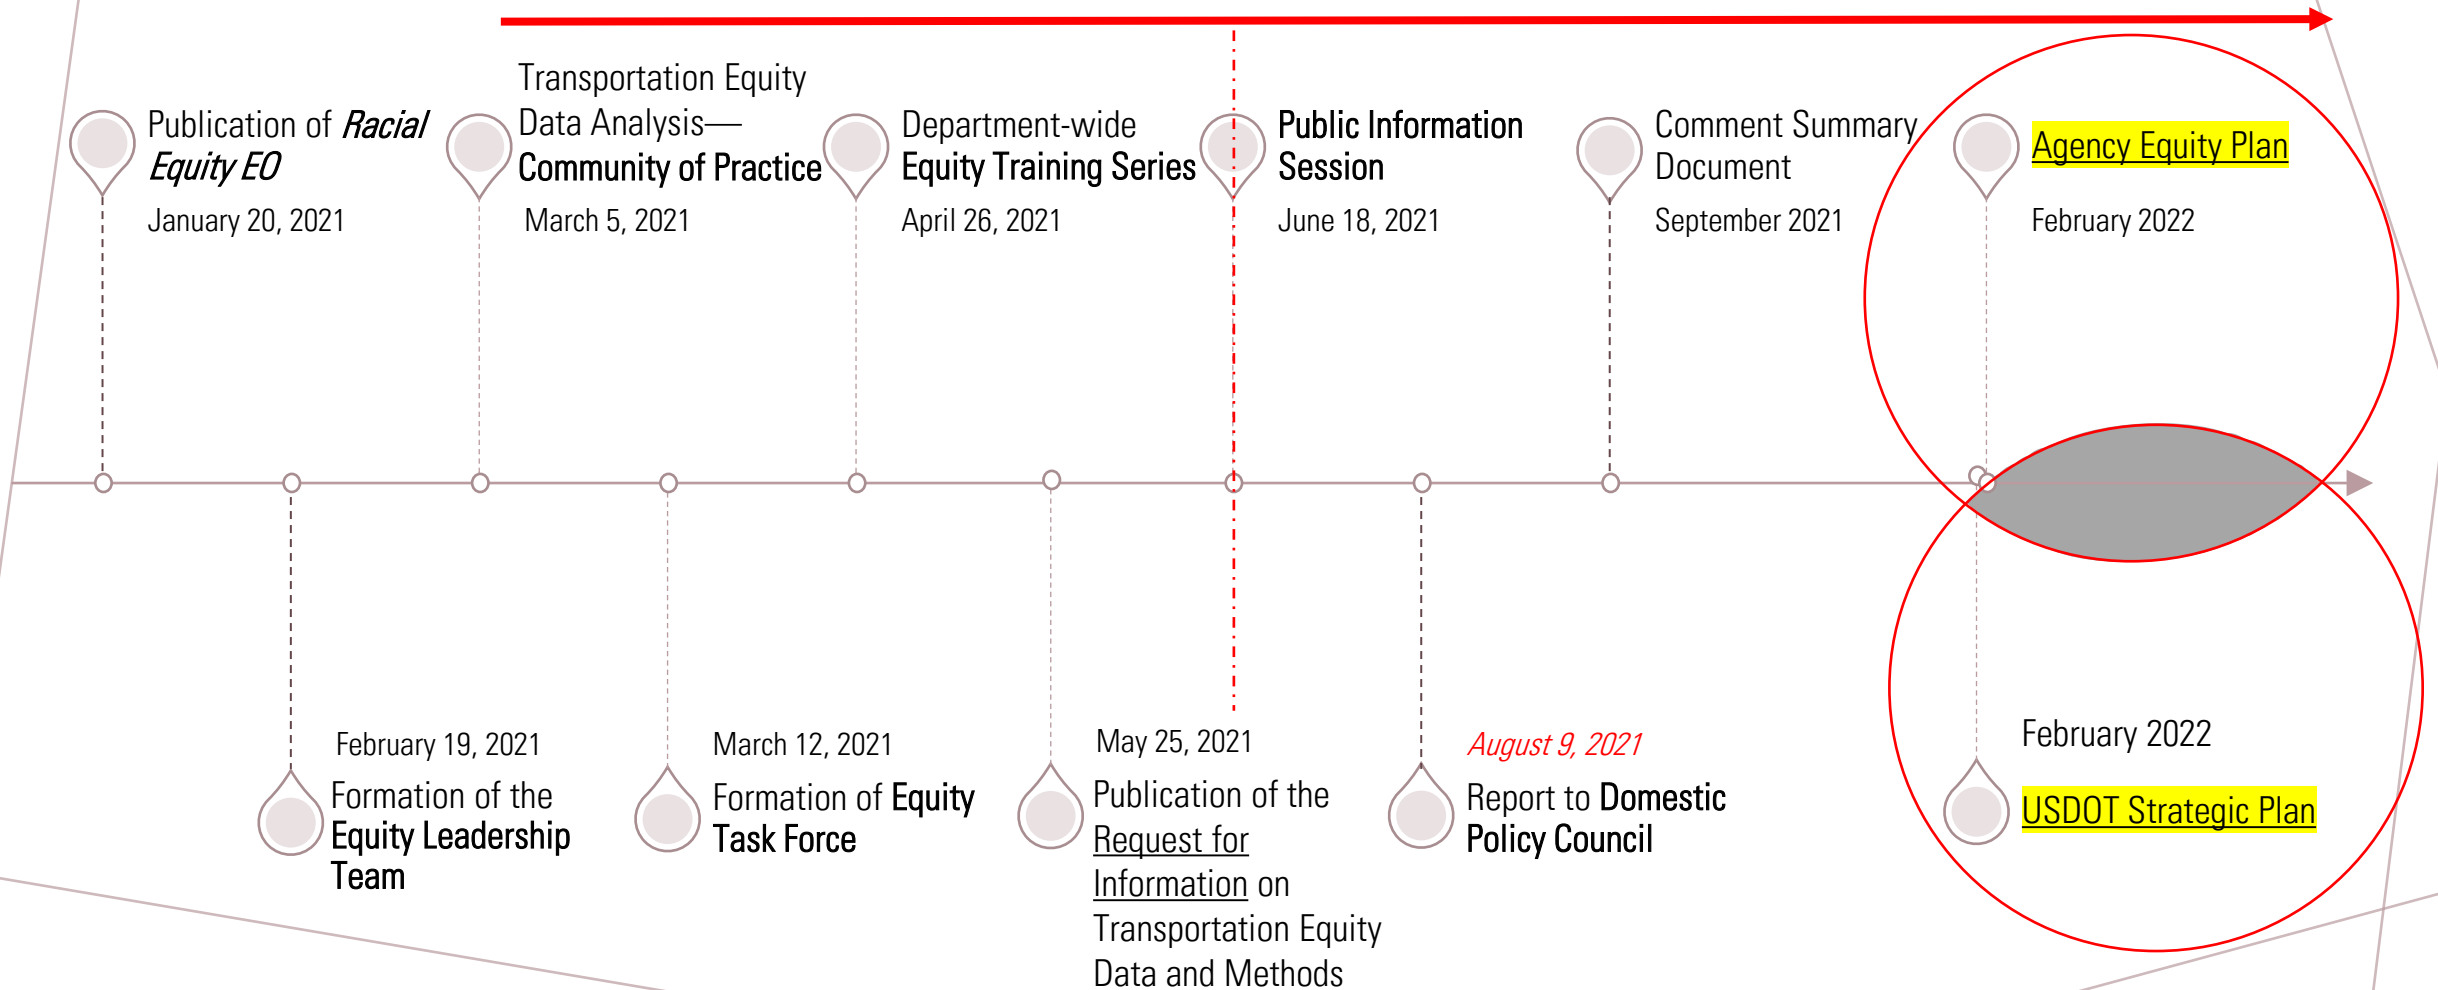 Publication of Racial
Equity EO
January 20, 2021
Transportation Equity
Data Analysis—
Community of Practice
March 5, 2021
Department-wide
Equity Training Series
April 26, 2021
Public Information
Session
June 18, 2021
Comment Summary
Document
September 2021
Agency Equity Plan
February 2022
February 19, 2021
Formation of the
Equity Leadership
Team
March 12, 2021
Formation of Equity
Task Force
May 25, 2021
Publication of the
Request for
Information on
Transportation Equity
Data and Methods
August 9, 2021
Report to Domestic
Policy Council
February 2022
USDOT Strategic Plan